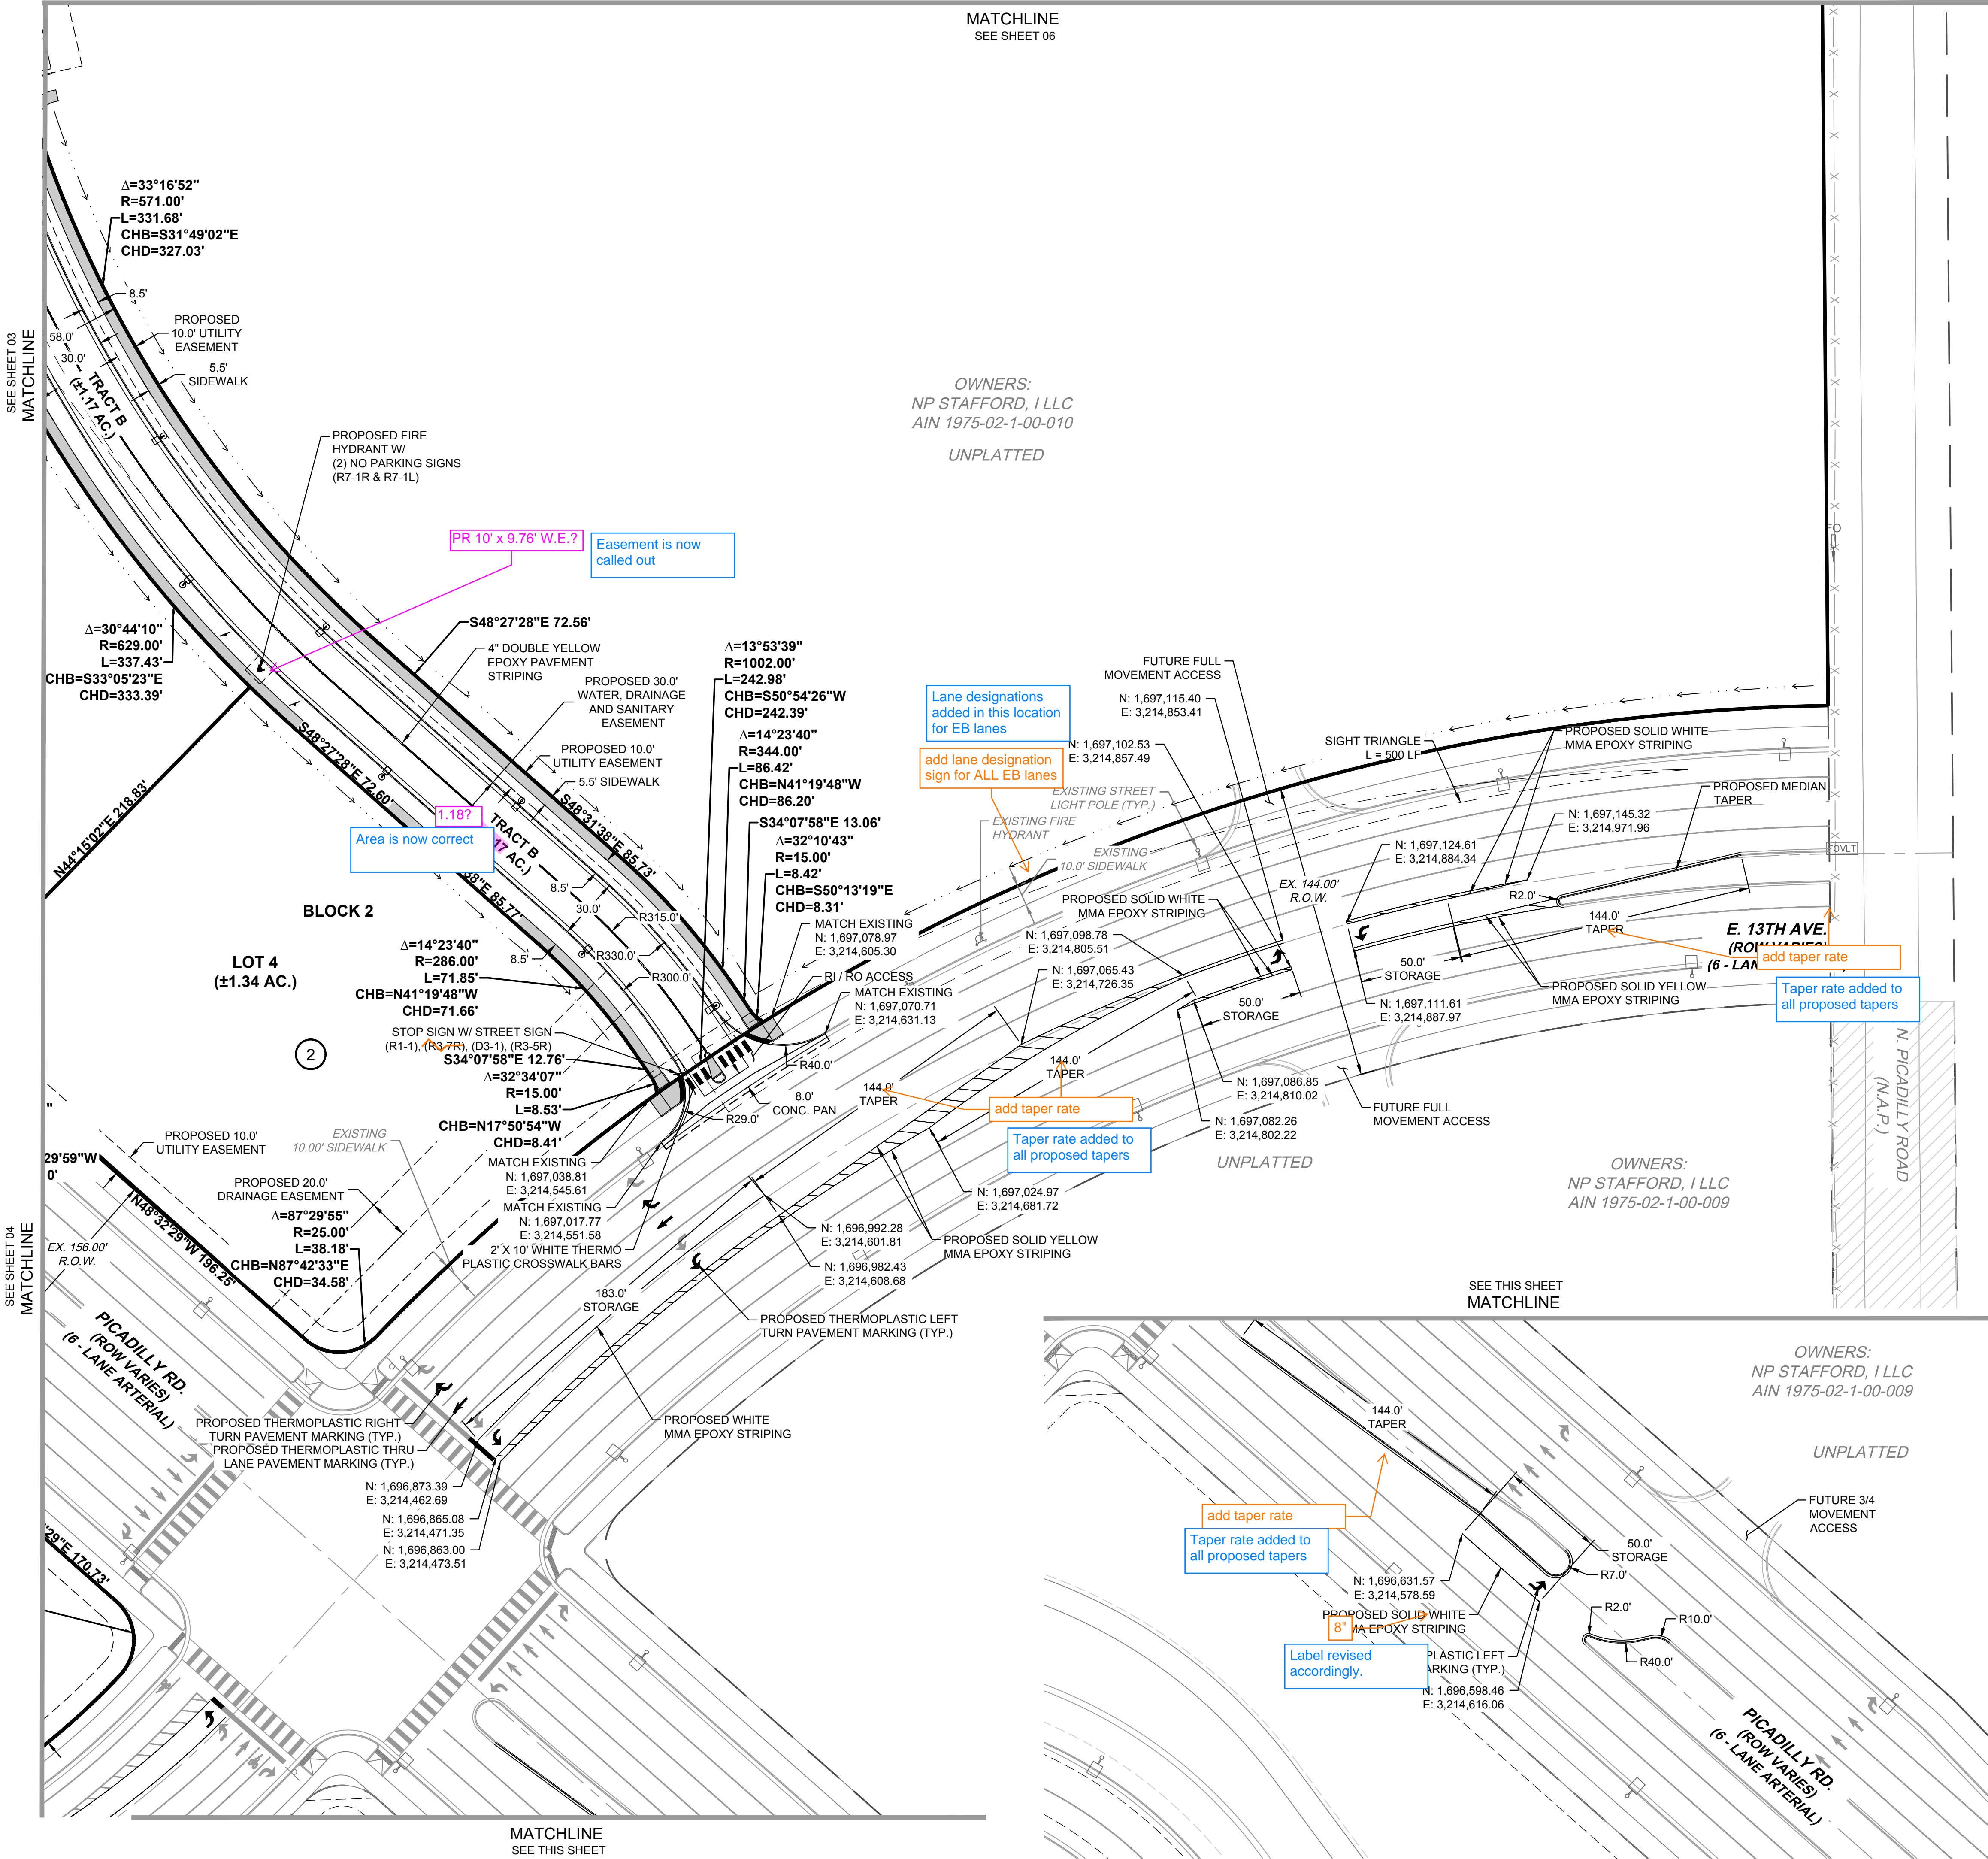 MATCHLINE
SEE SHEET 06
SEE SHEET 03
MATCHLINE
Δ=33°16'52"
R=571.00'
L=331.68'
CHB=S31°49'02"E
CHD=327.03'
8.5'
PROPOSED
10.0' UTILITY
EASEMENT
58.0'
30.0'
5.5'
SIDEWALK
TRACT B
(±1.17 AC.)
PROPOSED FIRE
HYDRANT W/
(2) NO PARKING SIGNS
(R7-1R & R7-1L)
OWNERS:
NP STAFFORD, I LLC
AIN 1975-02-1-00-010
UNPLATTED
PR 10' x 9.76' W.E.?
Easement is now
called out
FO
Δ=30°44'10"
R=629.00'
L=337.43'
CHB=S33°05'23"E
CHD=333.39'
S48°27'28"E 72.56'
4" DOUBLE YELLOW
EPOXY PAVEMENT
STRIPING
PROPOSED 30.0'
WATER, DRAINAGE
AND SANITARY
EASEMENT
PROPOSED 10.0'
UTILITY EASEMENT
5.5' SIDEWALK
Δ=13°53'39"
R=1002.00'
L=242.98'
CHB=S50°54'26"W
CHD=242.39'
Δ=14°23'40"
R=344.00'
L=86.42'
CHB=N41°19'48"W
CHD=86.20'
S34°07'58"E 13.06'
Δ=32°10'43"
R=15.00'
L=8.42'
CHB=S50°13'19"E
CHD=8.31'
MATCH EXISTING
N: 1,697,078.97
E: 3,214,605.30
RI / RO ACCESS
MATCH EXISTING
N: 1,697,070.71
E: 3,214,631.13
S48°27'28"E 72.60'
N44°15'02"E 218.83'
S48°31'38"E 85.73'
1.18?
Area is now correct
TRACT B
17 AC.)
38"E 85.77'
8.5'
30.0'
R315.0'
R330.0'
R300.0'
8.5'
BLOCK 2
LOT 4
(±1.34 AC.)
2
Δ=14°23'40"
R=286.00'
L=71.85'
CHB=N41°19'48"W
CHD=71.66'
STOP SIGN W/ STREET SIGN
(R1-1), (R3-7R), (D3-1), (R3-5R)
S34°07'58"E 12.76'
Δ=32°34'07"
R=15.00'
L=8.53'
CHB=N17°50'54"W
CHD=8.41'
R40.0'
R29.0'
8.0'
CONC. PAN
MATCH EXISTING
N: 1,697,038.81
E: 3,214,545.61
MATCH EXISTING
N: 1,697,017.77
E: 3,214,551.58
2' X 10' WHITE THERMO
PLASTIC CROSSWALK BARS
FUTURE FULL
MOVEMENT ACCESS
N: 1,697,115.40
E: 3,214,853.41
N: 1,697,102.53
E: 3,214,857.49
Lane designations
added in this location
for EB lanes
add lane designation
sign for ALL EB lanes
EXISTING STREET
LIGHT POLE (TYP.)
EXISTING FIRE
HYDRANT
EXISTING
10.0' SIDEWALK
SIGHT TRIANGLE
L = 500 LF
PROPOSED SOLID WHITE
MMA EPOXY STRIPING
PROPOSED MEDIAN
TAPER
N: 1,697,145.32
E: 3,214,971.96
N: 1,697,124.61
E: 3,214,884.34
EX. 144.00'
R.O.W.
R2.0'
144.0'
TAPER
FOVLT
E. 13TH AVE.
(ROW VARIES)
(6 - LAN
add taper rate
Taper rate added to
all proposed tapers
PROPOSED SOLID WHITE
MMA EPOXY STRIPING
N: 1,697,098.78
E: 3,214,805.51
N: 1,697,065.43
E: 3,214,726.35
50.0'
STORAGE
50.0'
STORAGE
PROPOSED SOLID YELLOW
MMA EPOXY STRIPING
N: 1,697,111.61
E: 3,214,887.97
144.0'
TAPER
144.0'
TAPER
add taper rate
Taper rate added to
all proposed tapers
N: 1,697,086.85
E: 3,214,810.02
N: 1,697,082.26
E: 3,214,802.22
FUTURE FULL
MOVEMENT ACCESS
UNPLATTED
OWNERS:
NP STAFFORD, I LLC
AIN 1975-02-1-00-009
N. PICADILLY ROAD
(N.A.P.)
N: 1,697,024.97
E: 3,214,681.72
N: 1,696,992.28
E: 3,214,601.81
PROPOSED SOLID YELLOW
MMA EPOXY STRIPING
N: 1,696,982.43
E: 3,214,608.68
SEE SHEET 04
MATCHLINE
"
29'59"W
0'
PROPOSED 10.0'
UTILITY EASEMENT
EXISTING
10.00' SIDEWALK
PROPOSED 20.0'
DRAINAGE EASEMENT
Δ=87°29'55"
R=25.00'
L=38.18'
CHB=N87°42'33"E
CHD=34.58'
N48°32'29"W 196.25'
EX. 156.00'
R.O.W.
PICADILLY RD.
(ROW VARIES)
(6 - LANE ARTERIAL)
183.0'
STORAGE
PROPOSED THERMOPLASTIC LEFT
TURN PAVEMENT MARKING (TYP.)
PROPOSED THERMOPLASTIC RIGHT
TURN PAVEMENT MARKING (TYP.)
PROPOSED THERMOPLASTIC THRU
LANE PAVEMENT MARKING (TYP.)
PROPOSED WHITE
MMA EPOXY STRIPING
N: 1,696,873.39
E: 3,214,462.69
N: 1,696,865.08
E: 3,214,471.35
N: 1,696,863.00
E: 3,214,473.51
'29"E 170.73'
MATCHLINE
SEE THIS SHEET
SEE THIS SHEET
MATCHLINE
OWNERS:
NP STAFFORD, I LLC
AIN 1975-02-1-00-009
UNPLATTED
144.0'
TAPER
add taper rate
Taper rate added to
all proposed tapers
FUTURE 3/4
MOVEMENT
ACCESS
50.0'
STORAGE
R7.0'
N: 1,696,631.57
E: 3,214,578.59
PROPOSED SOLID WHITE
MA EPOXY STRIPING
8"
Label revised
accordingly.
PLASTIC LEFT
ARKING (TYP.)
N: 1,696,598.46
E: 3,214,616.06
R2.0'
R10.0'
R40.0'
PICADILLY RD.
(ROW VARIES)
(6 - LANE ARTERIAL)